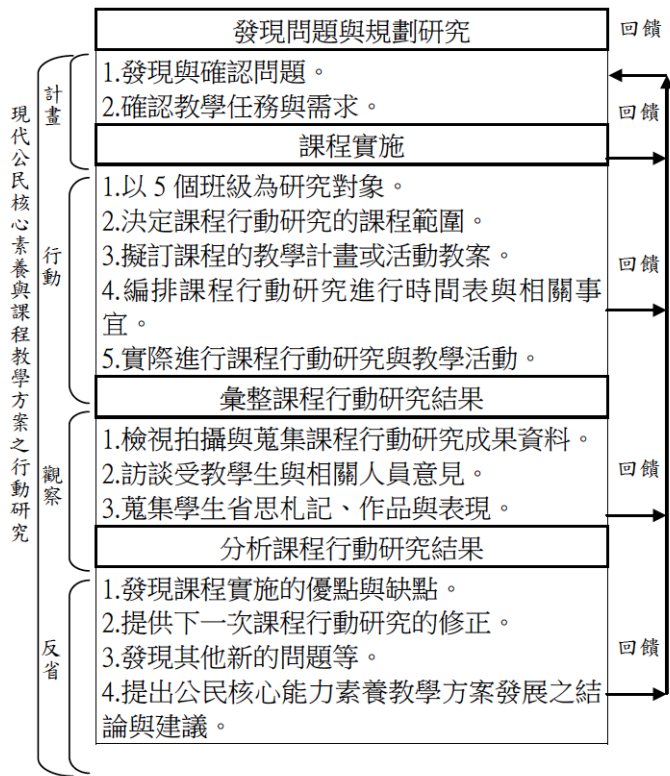 發現問題與規劃研究
回饋
1.發現與確認問題。
2.確認教學任務與需求。
回饋
課程實施
1.以 5 個班級為研究對象。
2.決定課程行動研究的課程範圍。
3.擬訂課程的教學計畫或活動教案。
4.編排課程行動研究進行時間表與相關事
宜。
回饋
5.實際進行課程行動研究與教學活動。
彙整課程行動研究結果
1.檢視拍攝與蒐集課程行動研究成果資料。
2.訪談受教學生與相關人員意見。
回饋
3.蒐集學生省思札記、作品與表現。
分析課程行動研究結果
1.發現課程實施的優點與缺點。
2.提供下一次課程行動研究的修正。
3.發現其他新的問題等。
回饋
4.提出公民核心能力素養教學方案發展之結
論與建議。
現代公民核心素養與課程教學方案之行動研究
計畫
行動
觀察
反省